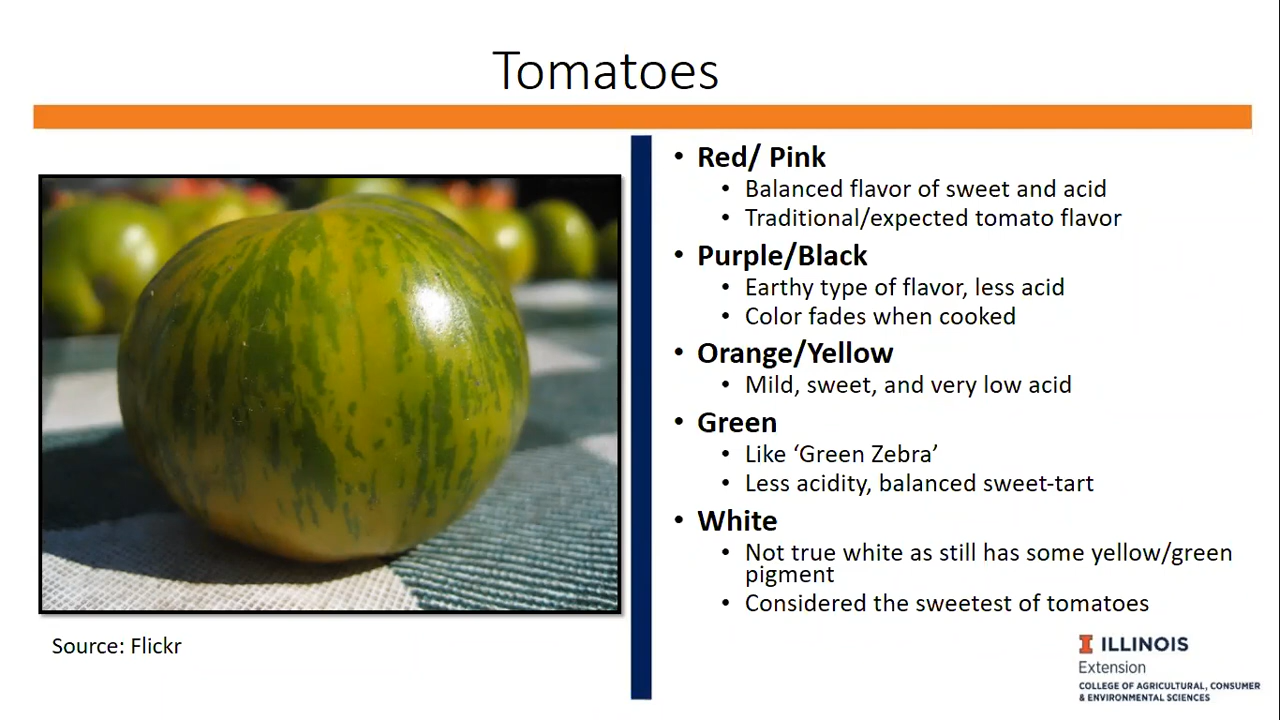 Tomatoes
• Red/ Pink
• Balanced flavor of sweet and acid
• Traditional/expected tomato flavor
• Purple/Black
• Earthy type of flavor, less acid
• Color fades when cooked
• Orange/Yellow
• Mild, sweet, and very low acid
• Green
• Like ‘Green Zebra’
• Less acidity, balanced sweet-tart
• White
• Not true white as still has some yellow/green
pigment
• Considered the sweetest of tomatoes
Source: Flickr
I ILLINOIS
Extension
COLLEGE OF AGRICULTURAL, CONSUMER
& ENVIRONMENTAL SCIENCES